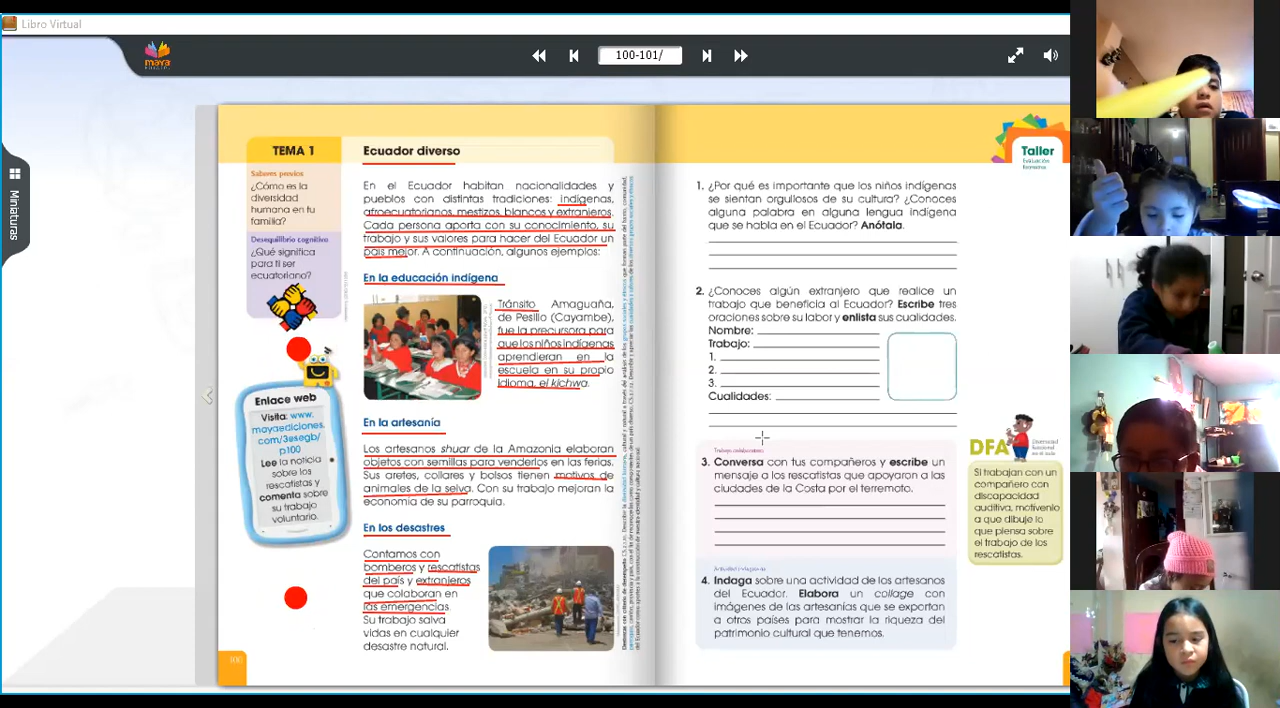 Libro Virtual
maya
100-101/
Miniaturas
TEMA 1
Ecuador diverso
Saberes previos
¿Cómo es la
diversidad
humana en tu
familia?
Desequilibrio cognitivo
¿Qué significa
para ti ser
ecuatoriano?
En el Ecuador habitan nacionalidades y
pueblos con distintas tradiciones: indígenas,
afroecuatorianos, mestizos, blancos y extranjeros.
Cada persona aporta con su conocimiento, su
trabajo y sus valores para hacer del Ecuador un
país mejor. A continuación, algunos ejemplos:
En la educación indígena
Tránsito Amaguaña,
de Pesillo (Cayambe),
fue la precursora para
que los niños indígenas
aprendieran en la
escuela en su propio
idioma, el kichwa.
Enlace web
Visita: www.
mayaediciones.
com/3esegb/
p100
Lee la noticia
sobre los
rescatistas y
comenta sobre
su trabajo
voluntario.
En la artesanía
Los artesanos shuar de la Amazonía elaboran
objetos con semillas para venderlos en las ferias.
Sus aretes, collares y bolsos tienen motivos de
animales de la selva. Con su trabajo mejoran la
economía de su parroquia.
En los desastres
Contamos con
bomberos y rescatistas
del país y extranjeros
que colaboran en
las emergencias.
Su trabajo salva
vidas en cualquier
desastre natural.
100
Taller
Evaluación
formativa
1. ¿Por qué es importante que los niños indígenas
se sientan orgullosos de su cultura? ¿Conoces
alguna palabra en alguna lengua indígena
que se habla en el Ecuador? Anótala.
2. ¿Conoces algún extranjero que realice un
trabajo que beneficia al Ecuador? Escribe tres
oraciones sobre su labor y enlista sus cualidades.
Nombre:
Trabajo:
1.
2.
3.
Cualidades:
Trabajo colaborativo
3. Conversa con tus compañeros y escribe un
mensaje a los rescatistas que apoyaron a las
ciudades de la Costa por el terremoto.
4. Indaga sobre una actividad de los artesanos
del Ecuador. Elabora un collage con
imágenes de las artesanías que se exportan
a otros países para mostrar la riqueza del
patrimonio cultural que tenemos.
DFA
Diversidad
funcional
en el aula
Si trabajan con un
compañero con
discapacidad
auditiva, motívenlo
a que dibuje lo
que piensa sobre
el trabajo de los
rescatistas.